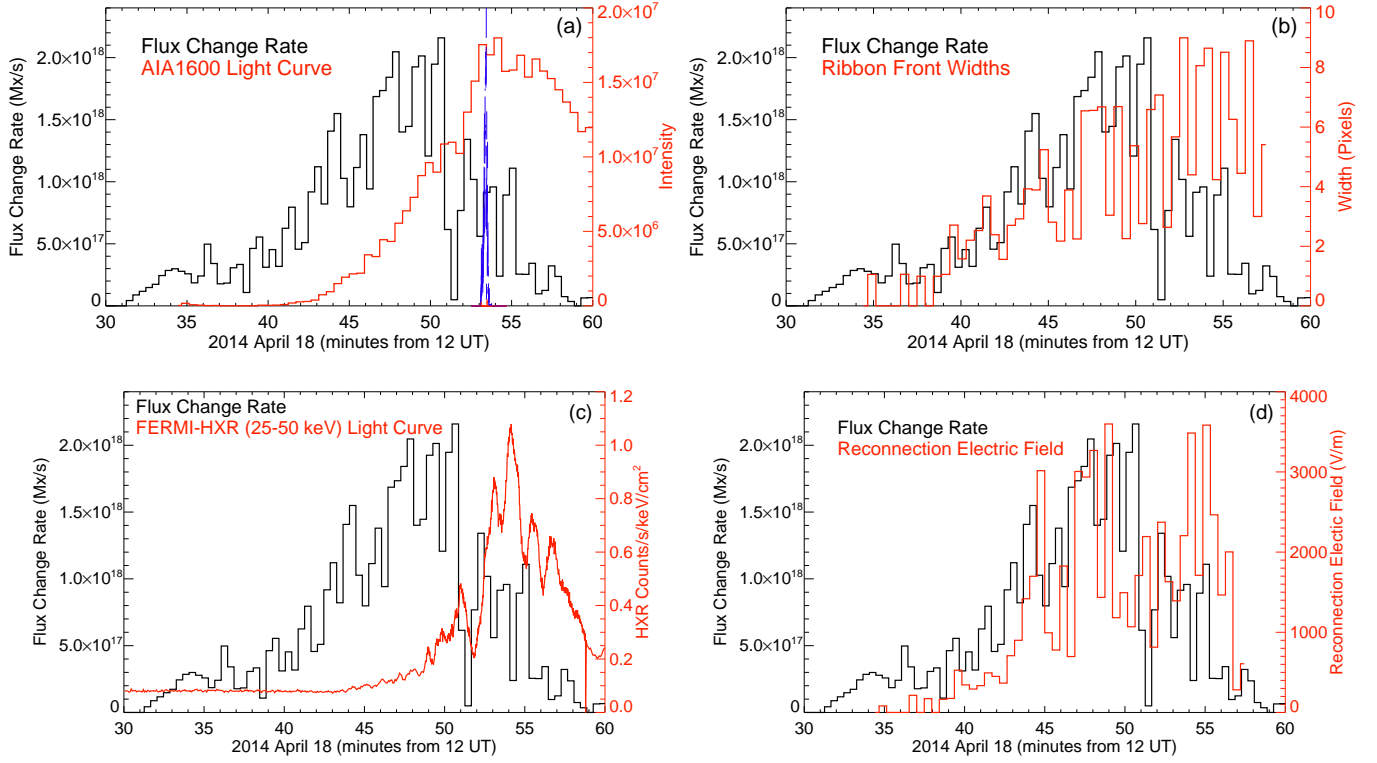 (a)
Flux Change Rate
AIA1600 Light Curve
Flux Change Rate (Mx/s)
2.0×10^18
1.5×10^18
1.0×10^18
5.0×10^17
0
2.0×10^7
1.5×10^7
1.0×10^7
5.0×10^6
0
Intensity
30 35 40 45 50 55 60
2014 April 18 (minutes from 12 UT)
(b)
Flux Change Rate
Ribbon Front Widths
Flux Change Rate (Mx/s)
2.0×10^18
1.5×10^18
1.0×10^18
5.0×10^17
0
10
8
6
4
2
0
Width (Pixels)
30 35 40 45 50 55 60
2014 April 18 (minutes from 12 UT)
(c)
Flux Change Rate
FERMI-HXR (25-50 keV) Light Curve
Flux Change Rate (Mx/s)
2.0×10^18
1.5×10^18
1.0×10^18
5.0×10^17
0
1.2
1.0
0.8
0.6
0.4
0.2
0.0
HXR Counts/s/keV/cm^2
30 35 40 45 50 55 60
2014 April 18 (minutes from 12 UT)
(d)
Flux Change Rate
Reconnection Electric Field
Flux Change Rate (Mx/s)
2.0×10^18
1.5×10^18
1.0×10^18
5.0×10^17
0
4000
3000
2000
1000
0
Reconnection Electric Field (V/m)
30 35 40 45 50 55 60
2014 April 18 (minutes from 12 UT)